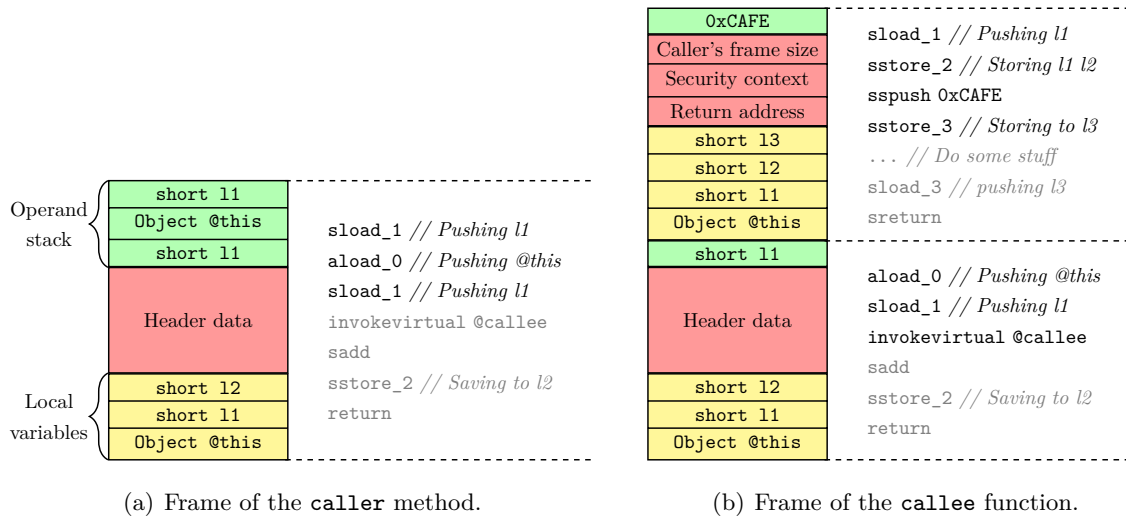 short l1
Object @this
short l1
Header data
short l2
short l1
Object @this
Operand
stack
Local
variables
sload_1 // Pushing l1
aload_0 // Pushing @this
sload_1 // Pushing l1
invokevirtual @callee
sadd
sstore_2 // Saving to l2
return
(a) Frame of the caller method.
0xCAFE
Caller's frame size
Security context
Return address
short l3
short l2
short l1
Object @this
short l1
Header data
short l2
short l1
Object @this
sload_1 // Pushing l1
sstore_2 // Storing l1 l2
sspush 0xCAFE
sstore_3 // Storing to l3
... // Do some stuff
sload_3 // pushing l3
sreturn
aload_0 // Pushing @this
sload_1 // Pushing l1
invokevirtual @callee
sadd
sstore_2 // Saving to l2
return
(b) Frame of the callee function.